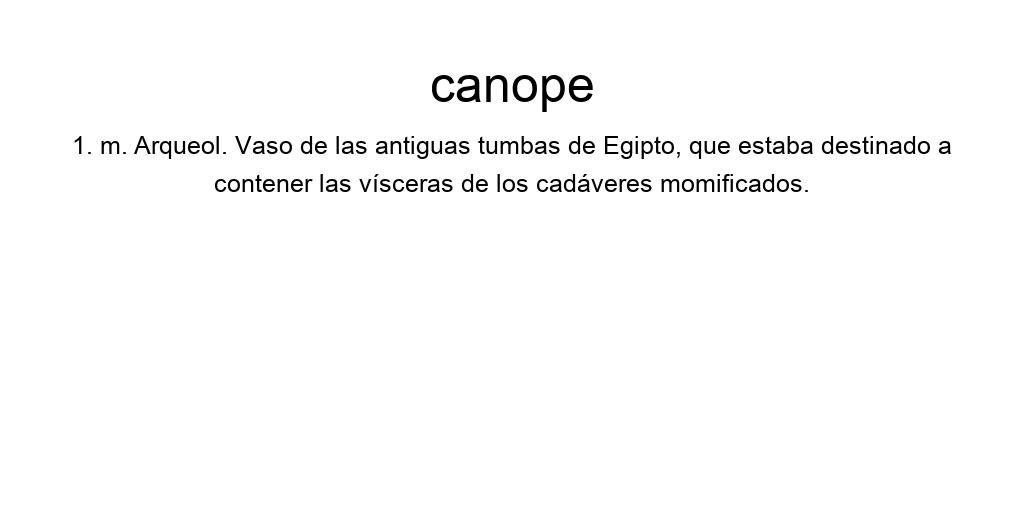 canope
1. m. Arqueol. Vaso de las antiguas tumbas de Egipto, que estaba destinado a
contener las vísceras de los cadáveres momificados.